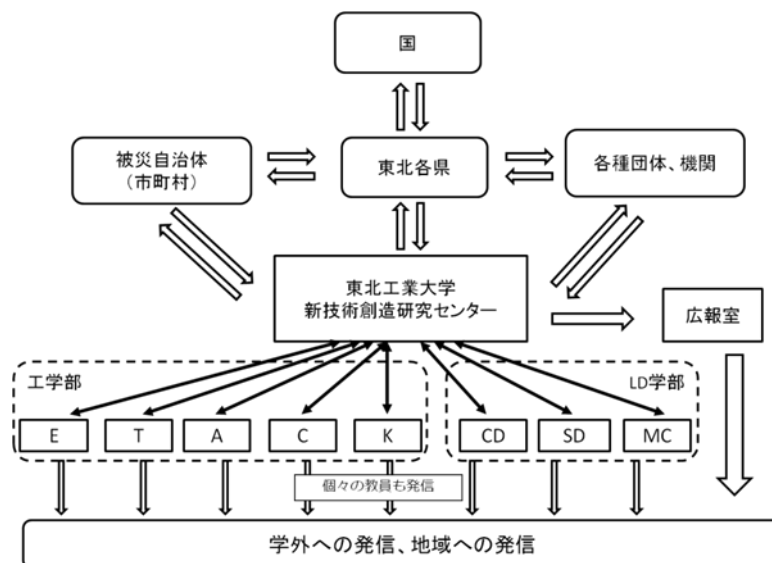 国
被災自治体
（市町村）
東北各県
各種団体、機関
東北工業大学
新技術創造研究センター
広報室
工学部
LD学部
E
T
A
C
K
CD
SD
MC
個々の教員も発信
学外への発信、地域への発信